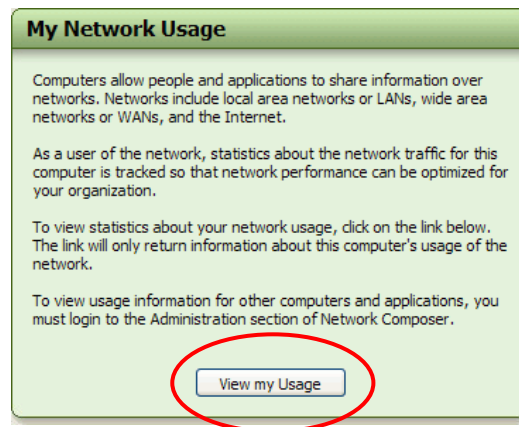 My Network Usage
Computers allow people and applications to share information over
networks. Networks include local area networks or LANs, wide area
networks or WANs, and the Internet.
As a user of the network, statistics about the network traffic for this
computer is tracked so that network performance can be optimized for
your organization.
To view statistics about your network usage, click on the link below.
The link will only return information about this computer's usage of the
network.
To view usage information for other computers and applications, you
must login to the Administration section of Network Composer.
View my Usage